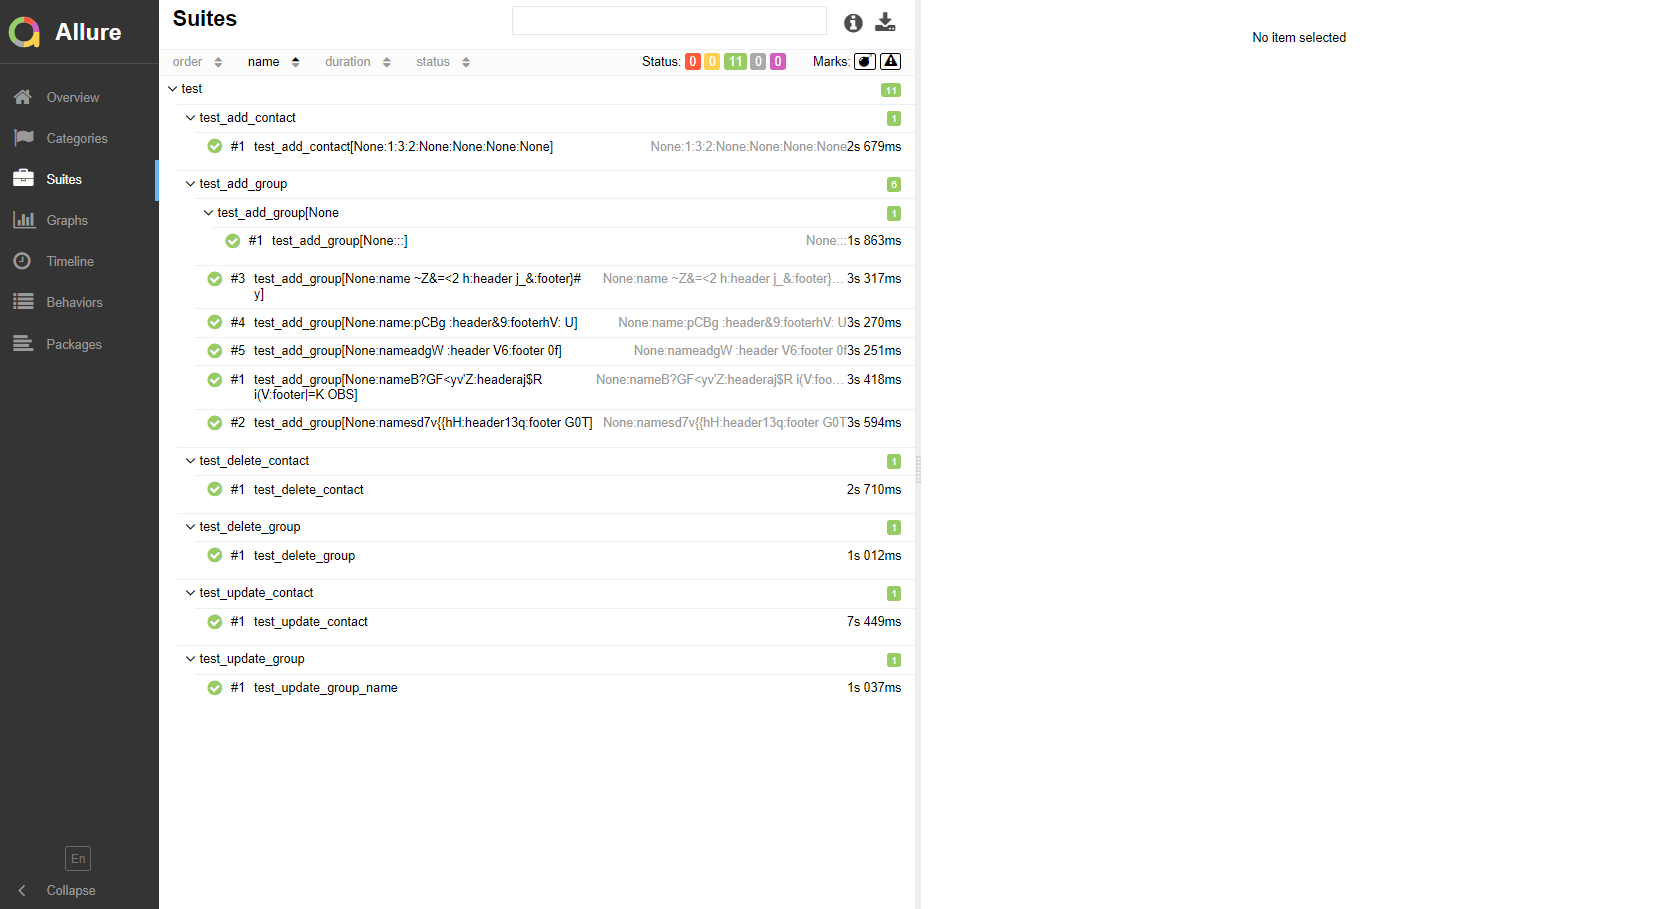 Allure
Overview
Categories
Suites
Graphs
Timeline
Behaviors
Packages
En
Collapse
Suites
order name duration status Status: 0 0 11 0 0 Marks:
test 11
test_add_contact 1
#1 test_add_contact[None:1:3:2:None:None:None:None] None:1:3:2:None:None:None:None 2s 679ms
test_add_group 6
test_add_group[None 1
#1 test_add_group[None:::] None::: 1s 863ms
#3 test_add_group[None:name ~Z&=<2 h:header j_&:footer}# None:name ~Z&=<2 h:header j_&:footer}... 3s 317ms
y]
#4 test_add_group[None:name:pCBg :header&9:footerhV: U] None:name:pCBg :header&9:footerhV: U 3s 270ms
#5 test_add_group[None:nameadgW :header V6:footer 0f] None:nameadgW :header V6:footer 0f 3s 251ms
#1 test_add_group[None:nameB?GF<yv'Z:headeraj$R None:nameB?GF<yv'Z:headeraj$R i(V:foo... 3s 418ms
i(V:footer|=K OBS]
#2 test_add_group[None:namesd7v{{hH:header13q:footer G0T] None:namesd7v{{hH:header13q:footer G0T 3s 594ms
test_delete_contact 1
#1 test_delete_contact 2s 710ms
test_delete_group 1
#1 test_delete_group 1s 012ms
test_update_contact 1
#1 test_update_contact 7s 449ms
test_update_group 1
#1 test_update_group_name 1s 037ms
No item selected